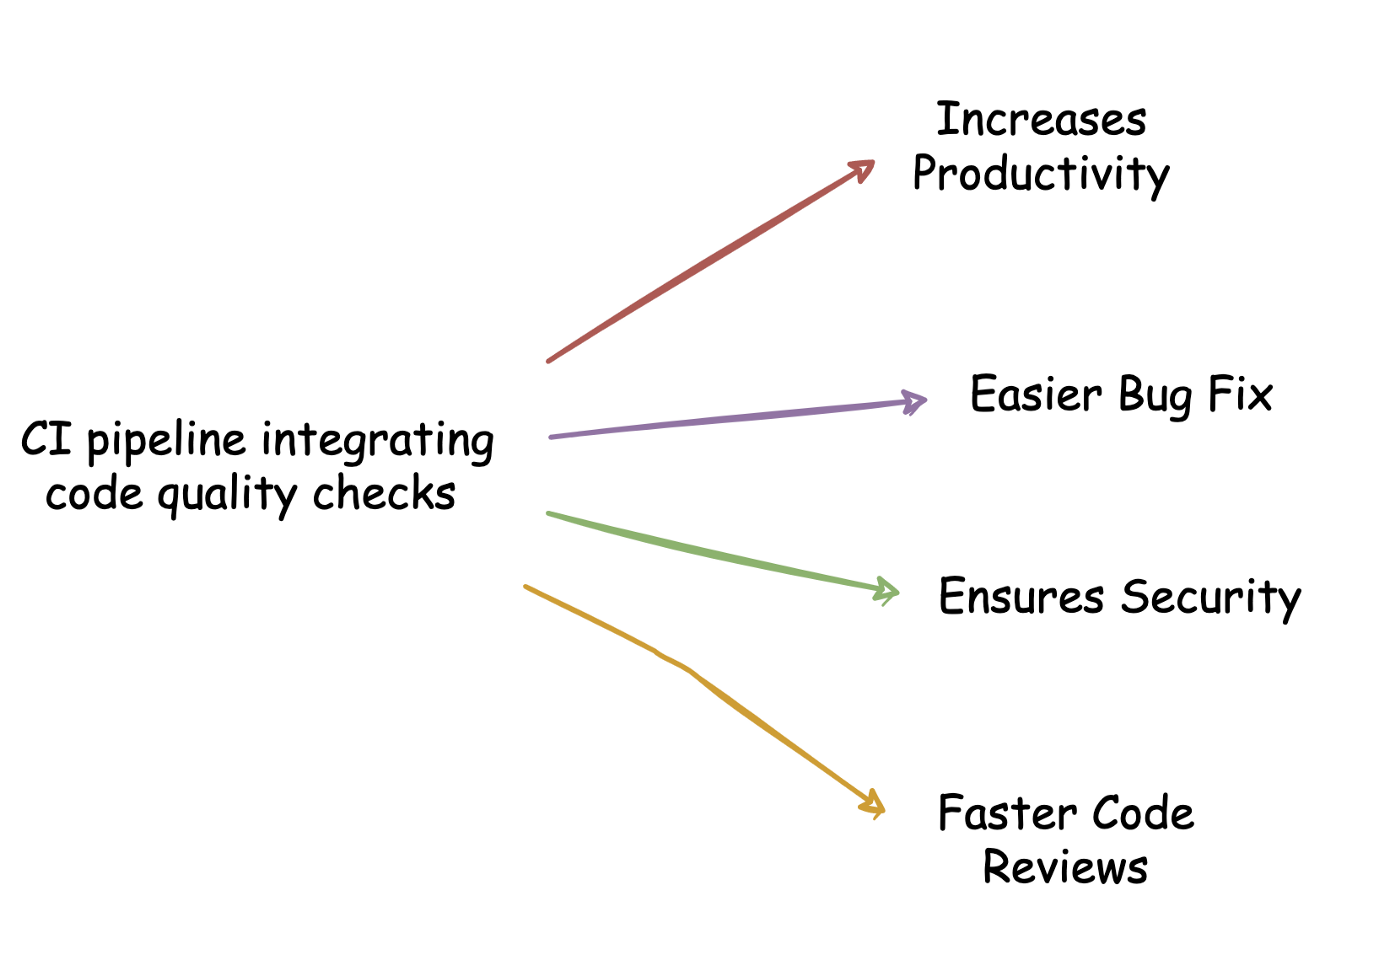 Increases
Productivity
Easier Bug Fix
CI pipeline integrating
code quality checks
Ensures Security
Faster Code
Reviews